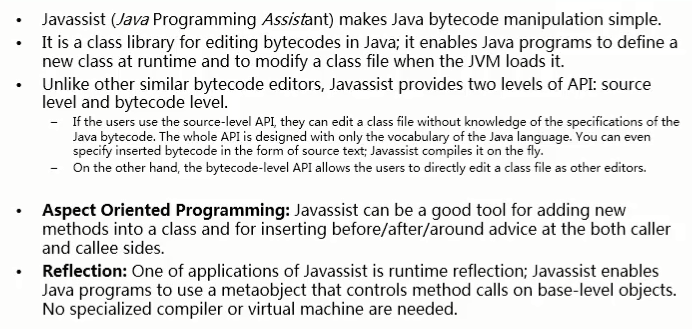 • Javassist (Java Programming Assistant) makes Java bytecode manipulation simple.
• It is a class library for editing bytecodes in Java; it enables Java programs to define a
new class at runtime and to modify a class file when the JVM loads it.
• Unlike other similar bytecode editors, Javassist provides two levels of API: source
level and bytecode level.
– If the users use the source-level API, they can edit a class file without knowledge of the specifications of the
Java bytecode. The whole API is designed with only the vocabulary of the Java language. You can even
specify inserted bytecode in the form of source text; Javassist compiles it on the fly.
– On the other hand, the bytecode-level API allows the users to directly edit a class file as other editors.
• Aspect Oriented Programming: Javassist can be a good tool for adding new
methods into a class and for inserting before/after/around advice at the both caller
and callee sides.
• Reflection: One of applications of Javassist is runtime reflection; Javassist enables
Java programs to use a metaobject that controls method calls on base-level objects.
No specialized compiler or virtual machine are needed.